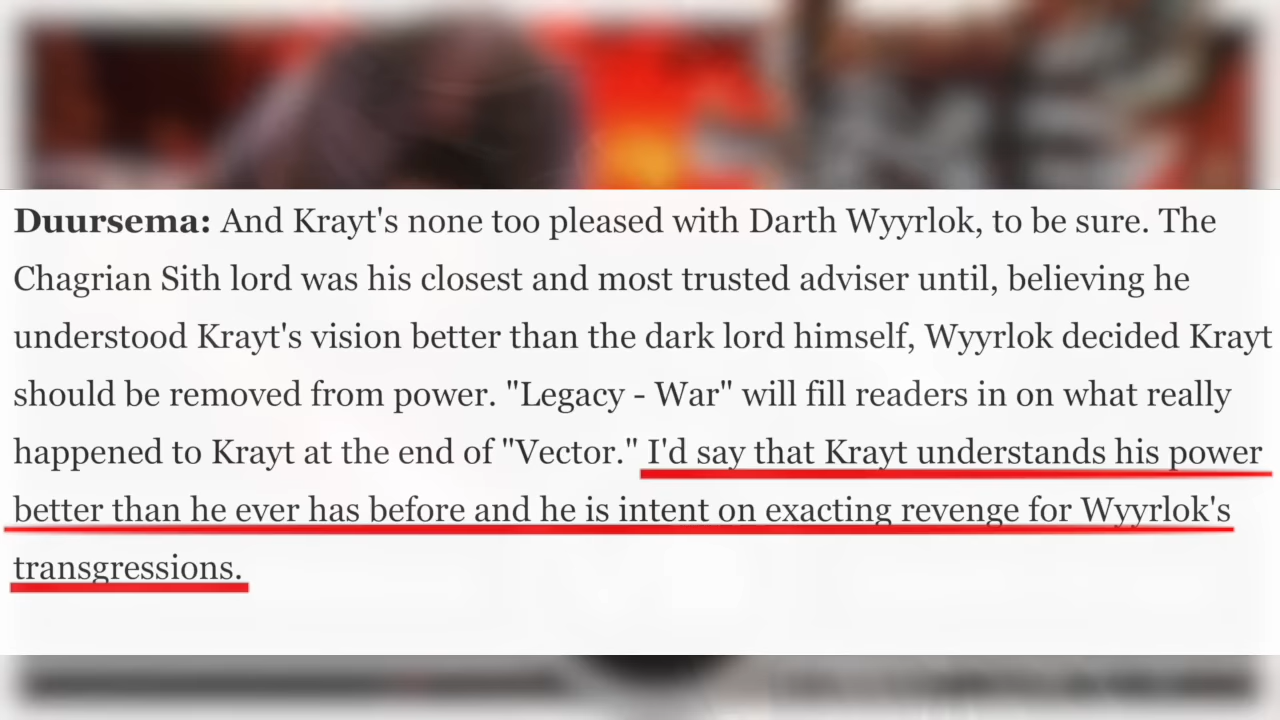 Duursema: And Krayt's none too pleased with Darth Wyyrlok, to be sure. The
Chagrian Sith lord was his closest and most trusted adviser until, believing he
understood Krayt's vision better than the dark lord himself, Wyyrlok decided Krayt
should be removed from power. "Legacy - War" will fill readers in on what really
happened to Krayt at the end of "Vector." I'd say that Krayt understands his power
better than he ever has before and he is intent on exacting revenge for Wyyrlok's
transgressions.